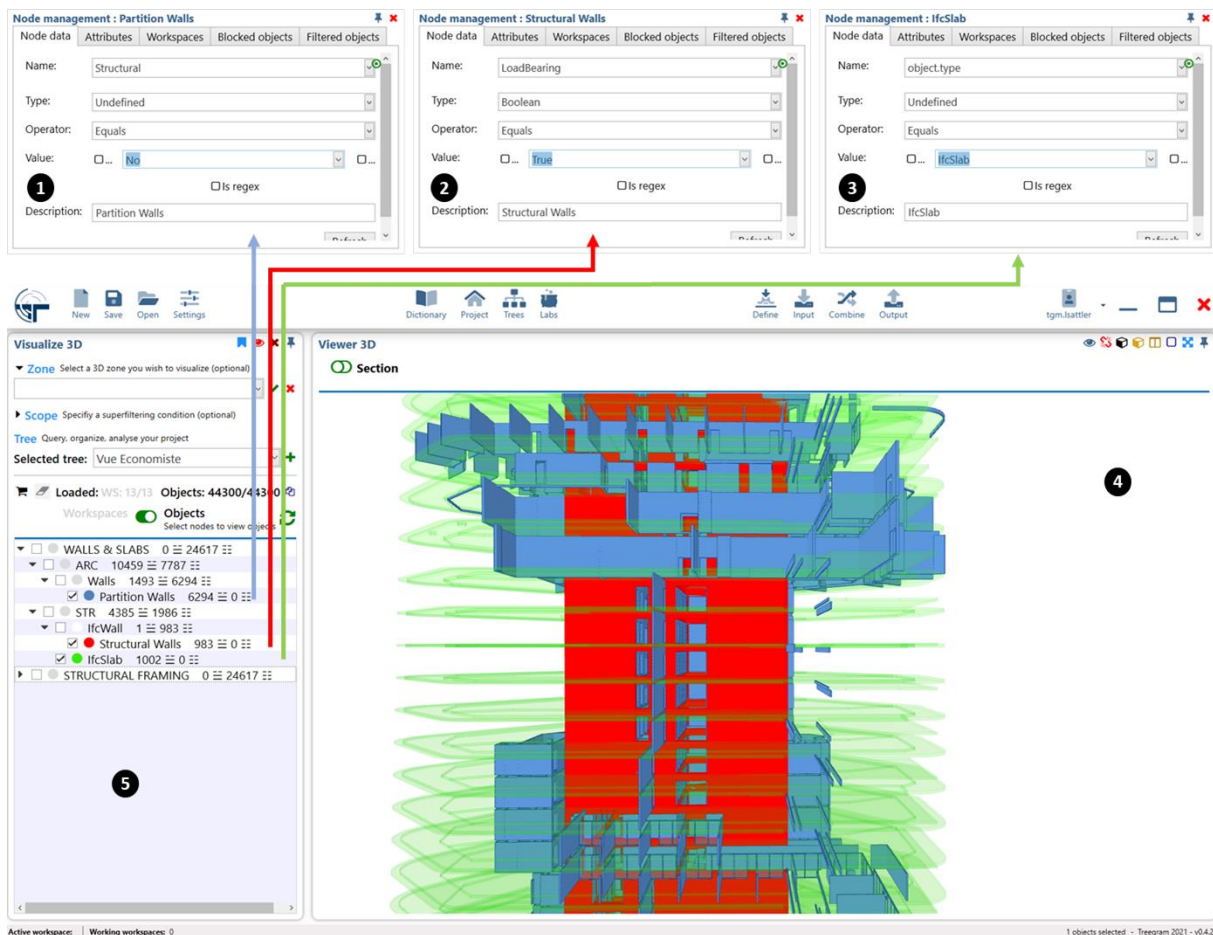 Node management : Partition Walls
Node data Attributes Workspaces Blocked objects Filtered objects
Name: Structural
Type: Undefined
Operator: Equals
Value: ... No ...
1
Is regex
Description: Partition Walls
Refresh
Node management : Structural Walls
Node data Attributes Workspaces Blocked objects Filtered objects
Name: LoadBearing
Type: Boolean
Operator: Equals
Value: ... True ...
2
Is regex
Description: Structural Walls
Refresh
Node management : IfcSlab
Node data Attributes Workspaces Blocked objects Filtered objects
Name: object.type
Type: Undefined
Operator: Equals
Value: ... IfcSlab ...
3
Is regex
Description: IfcSlab
Refresh
New Save Open Settings Dictionary Project Trees Labs Define Input Combine Output tgm.lsattler
Visualize 3D
Zone Select a 3D zone you wish to visualize (optional)
Scope Specifiy a superfiltering condition (optional)
Tree Query, organize, analyse your project
Selected tree: Vue Economiste
Loaded: WS: 13/13 Objects: 44300/44300
Workspaces Objects
Select nodes to view objects
WALLS & SLABS 0 24617
ARC 10459 7787
Walls 1493 6294
Partition Walls 6294 0
STR 4385 1986
IfcWall 1 983
Structural Walls 983 0
IfcSlab 1002 0
STRUCTURAL FRAMING 0 24617
5
Viewer 3D
Section
4
Active workspace: Working workspaces: 0
1 objects selected - Treegram 2021 - v0.4.2